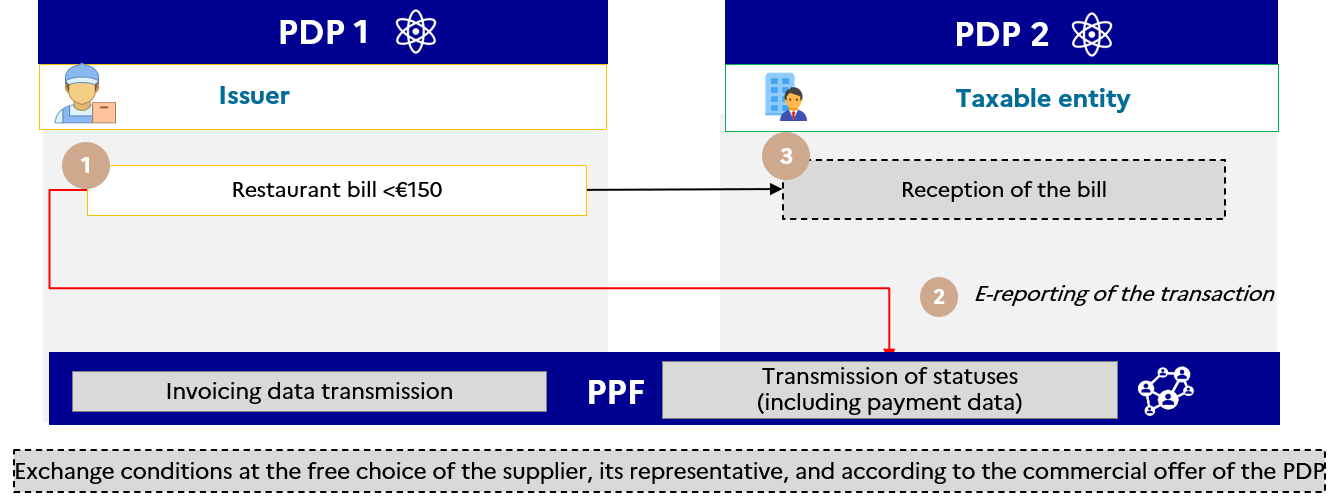 PDP 1
PDP 2
Issuer
Taxable entity
1
Restaurant bill <€150
3
Reception of the bill
2
E-reporting of the transaction
Invoicing data transmission
PPF
Transmission of statuses
(including payment data)
Exchange conditions at the free choice of the supplier, its representative, and according to the commercial offer of the PDP